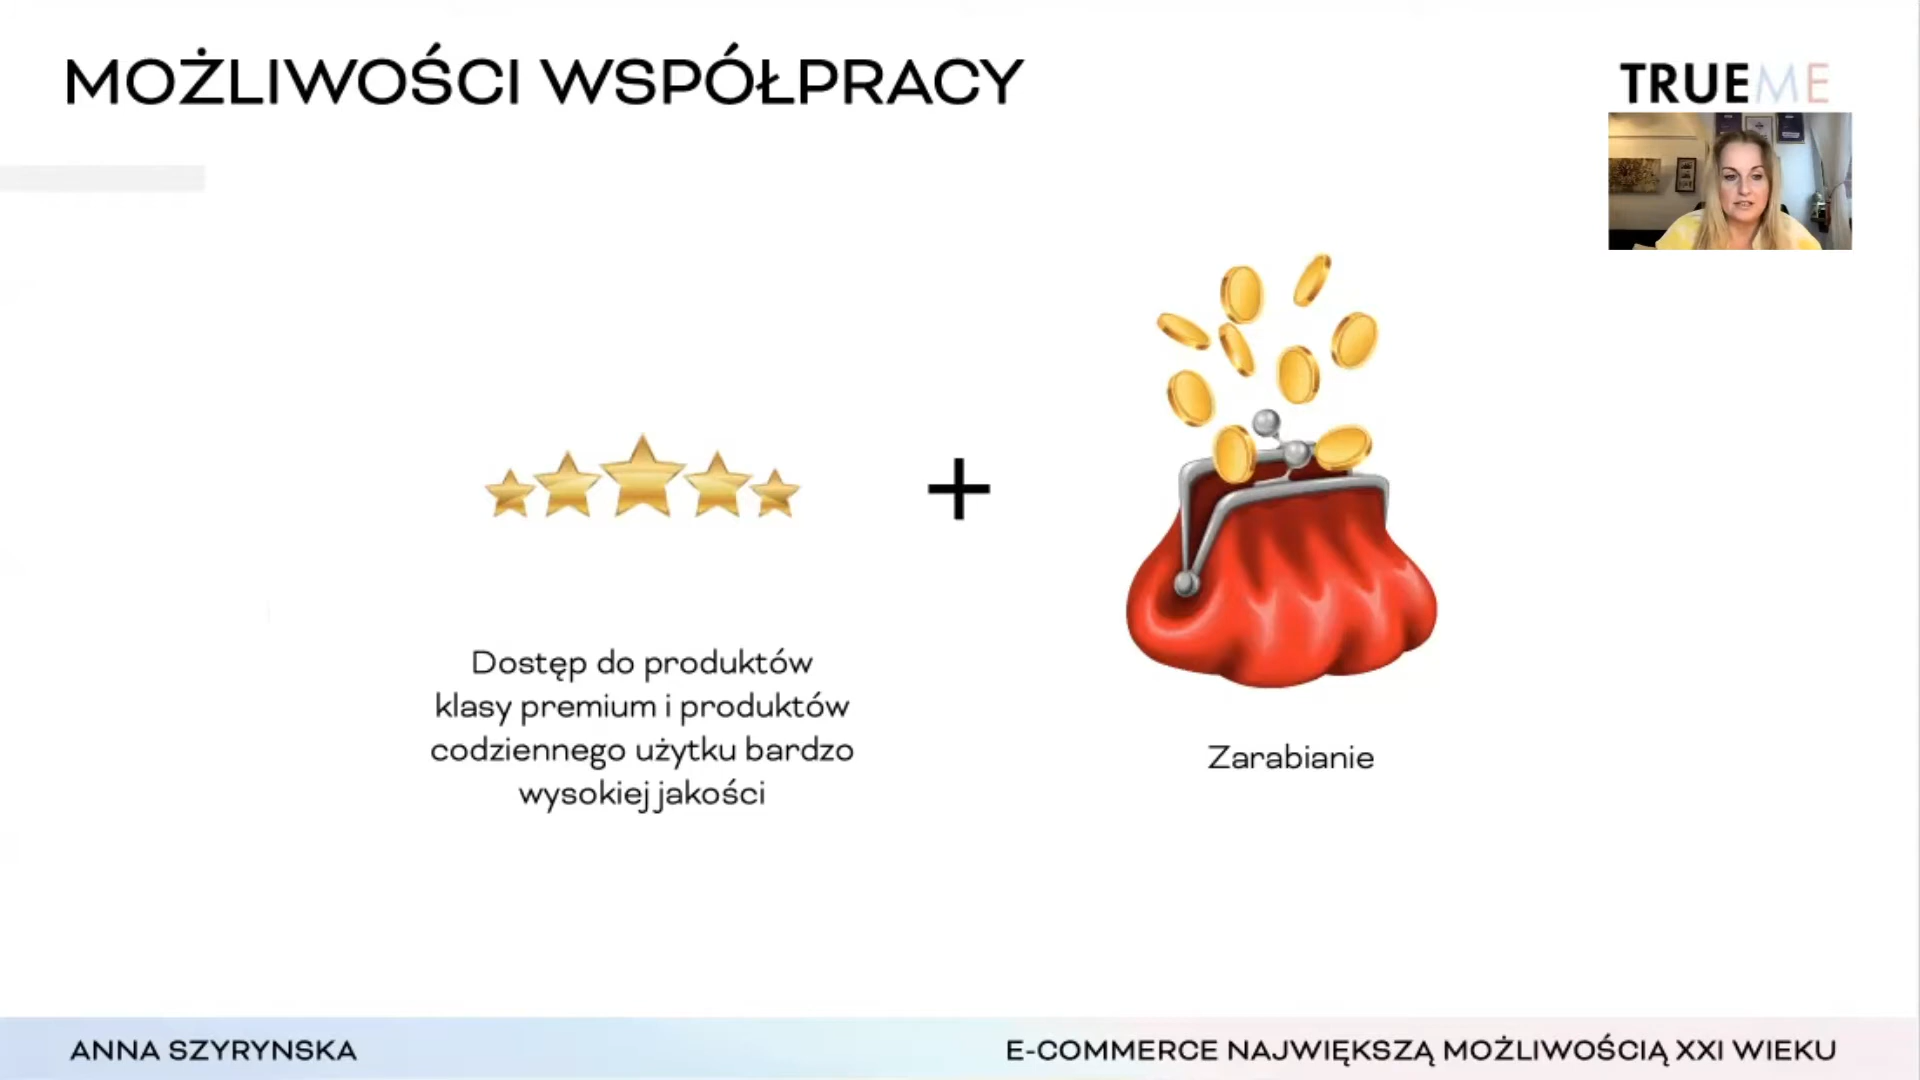 MOŻLIWOŚCI WSPÓŁPRACY
TRUEME
Dostęp do produktów
klasy premium i produktów
codziennego użytku bardzo
wysokiej jakości
Zarabianie
ANNA SZYRYNSKA
E-COMMERCE NAJWIĘKSZĄ MOŻLIWOŚCIĄ XXI WIEKU